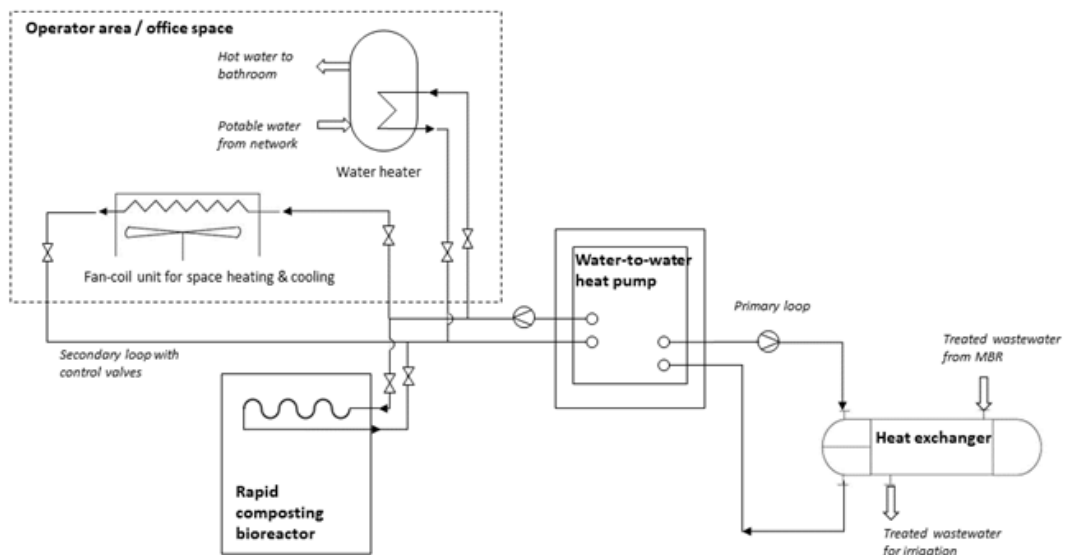 Operator area / office space
Hot water to
bathroom
Potable water
from network
Water heater
Fan-coil unit for space heating & cooling
Water-to-water
heat pump
Primary loop
Secondary loop with
control valves
Treated wastewater
from MBR
Heat exchanger
Rapid
composting
bioreactor
Treated wastewater
for irrigation